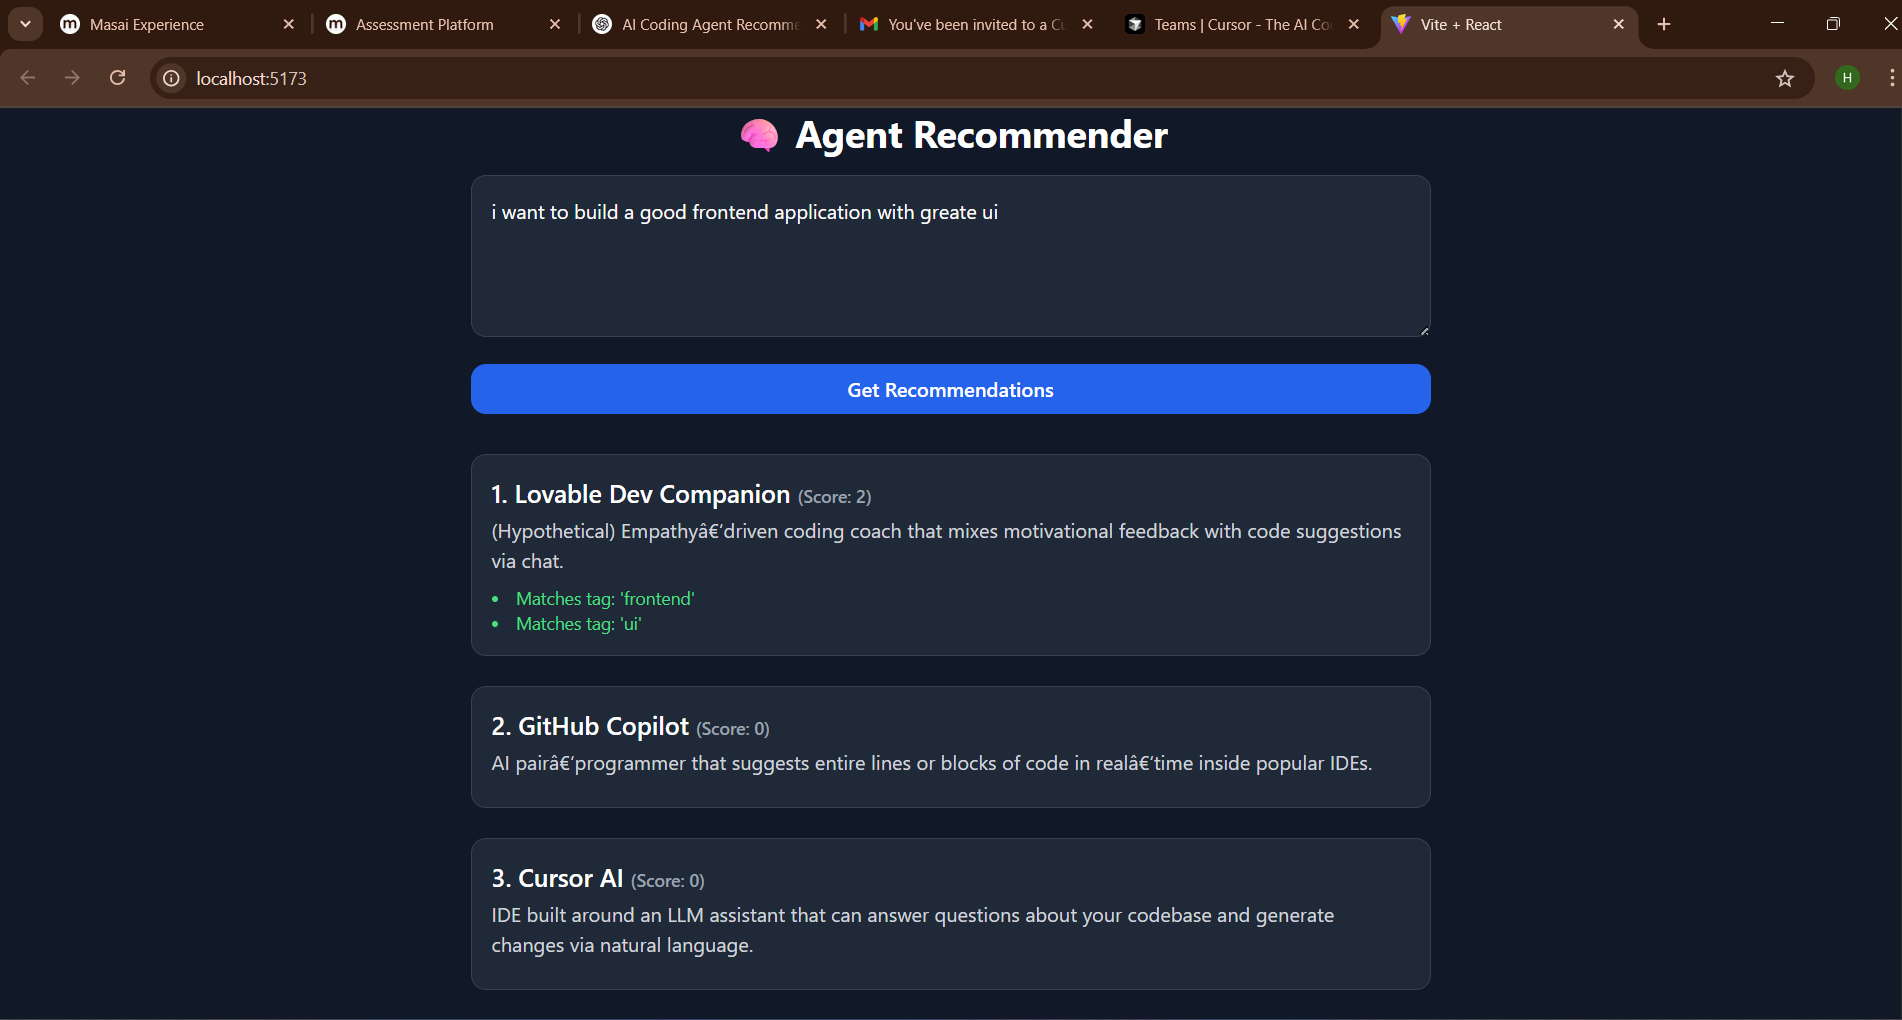 Masai Experience
Assessment Platform
AI Coding Agent Recomme
You've been invited to a Cu
Teams | Cursor - The AI Co
Vite + React
localhost:5173
H
Agent Recommender
i want to build a good frontend application with greate ui
Get Recommendations
1. Lovable Dev Companion (Score: 2)
(Hypothetical) Empathyâ€‘driven coding coach that mixes motivational feedback with code suggestions
via chat.
• Matches tag: 'frontend'
• Matches tag: 'ui'
2. GitHub Copilot (Score: 0)
AI pairâ€‘programmer that suggests entire lines or blocks of code in realâ€‘time inside popular IDEs.
3. Cursor AI (Score: 0)
IDE built around an LLM assistant that can answer questions about your codebase and generate
changes via natural language.